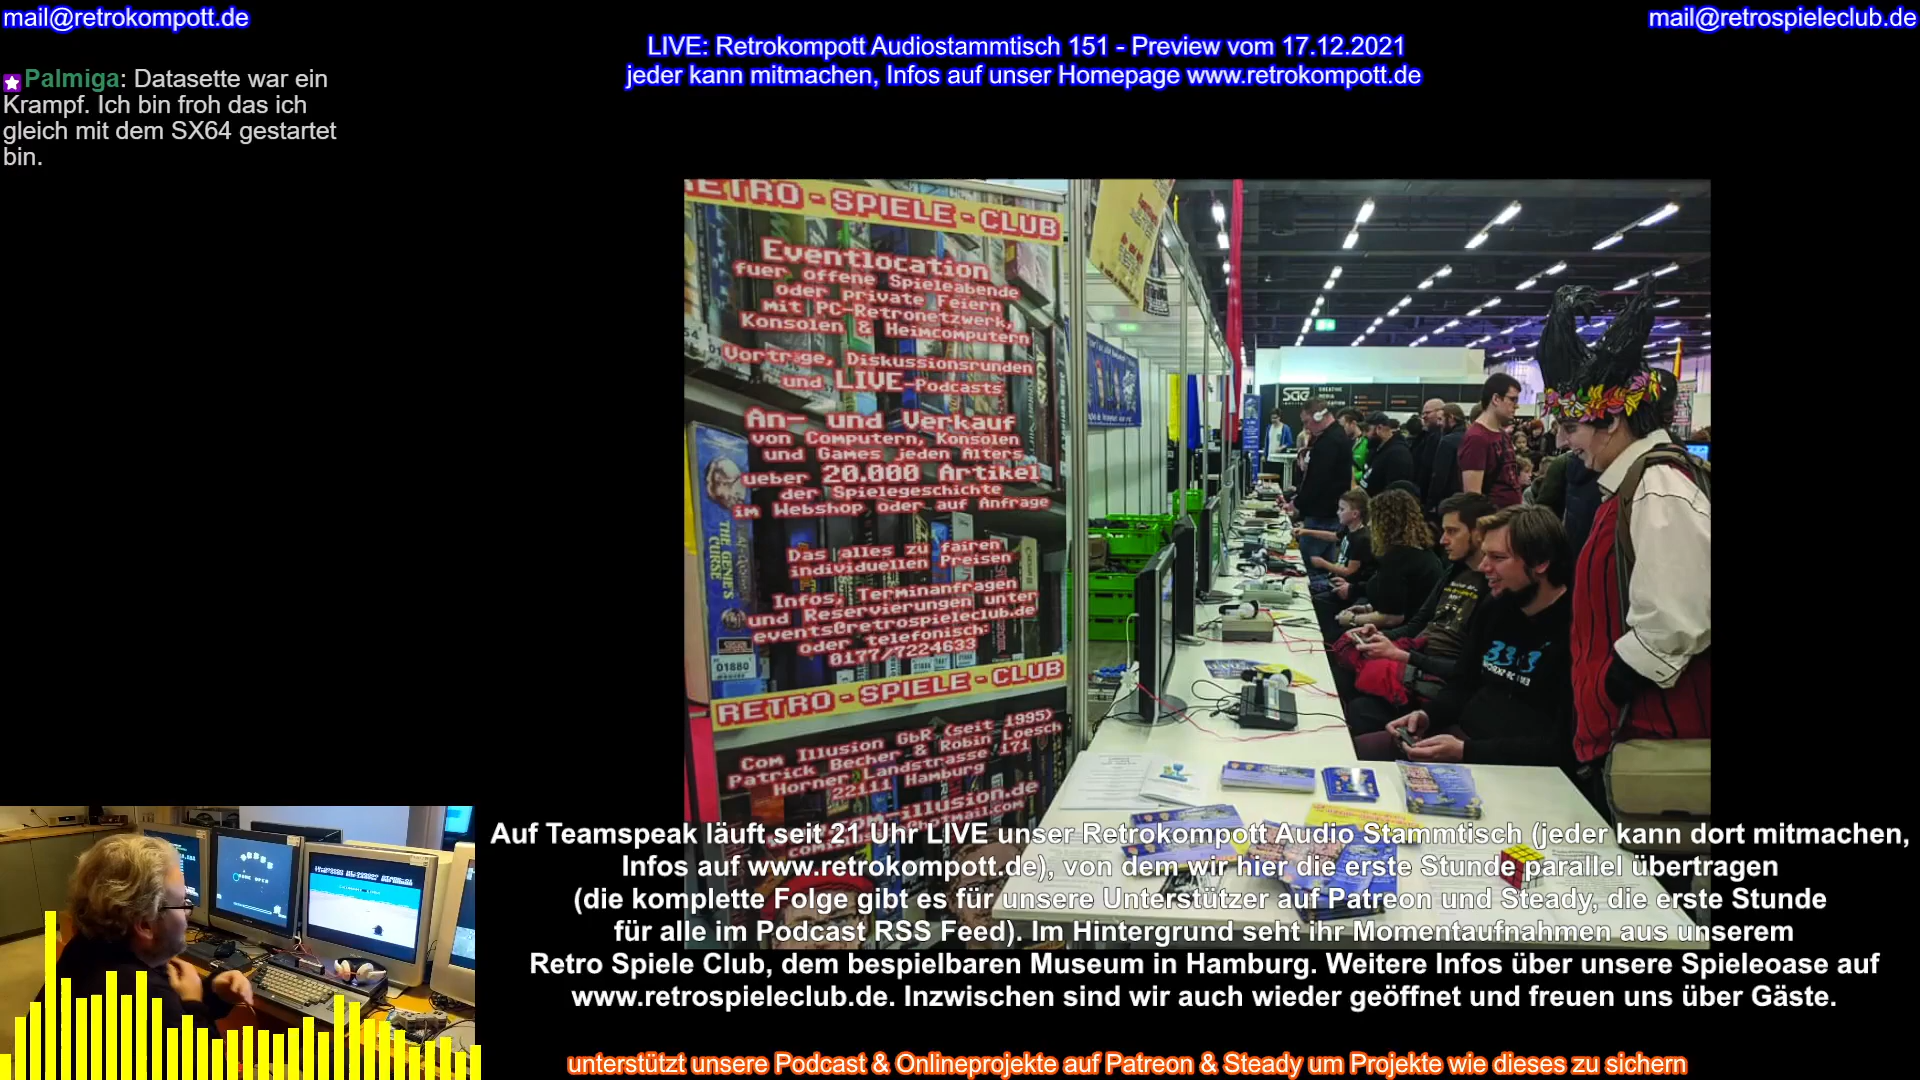 mail@retrokompott.de
mail@retrospieleclub.de
LIVE: Retrokompott Audiostammtisch 151 - Preview vom 17.12.2021
jeder kann mitmachen, Infos auf unser Homepage www.retrokompott.de
Palmiga: Datasette war ein
Krampf. Ich bin froh das ich
gleich mit dem SX64 gestartet
bin.
RETRO - SPIELE - CLUB
Eventlocation
fuer offene Spieleabende
oder private Feiern
mit PC-Retronetzwerk,
Konsolen & Heimcomputern
Vortrge, Diskussionsrunden
und LIVE-Podcasts
An- und Verkauf
von Computern, Konsolen
und Games jeden Alters
ueber 20.000 Artikel
der Spielegeschichte
im Webshop oder auf Anfrage
Das alles zu fairen
individuellen Preisen
Infos, Terminanfragen
und Reservierungen unter
events@retrospieleclub.de
oder telefonisch:
0177/7224633
THE GENIE'S
CURSE
01880
RETRO - SPIELE - CLUB
Com Illusion GbR (seit 1995)
Patrick Becher & Robin Loesch
Horner Landstrasse 171
22111 Hamburg
sae
CREATIVE
MEDIA
Auf Teamspeak läuft seit 21 Uhr LIVE unser Retrokompott Audio Stammtisch (jeder kann dort mitmachen,
Infos auf www.retrokompott.de), von dem wir hier die erste Stunde parallel übertragen
(die komplette Folge gibt es für unsere Unterstützer auf Patreon und Steady, die erste Stunde
für alle im Podcast RSS Feed). Im Hintergrund seht ihr Momentaufnahmen aus unserem
Retro Spiele Club, dem bespielbaren Museum in Hamburg. Weitere Infos über unsere Spieleoase auf
www.retrospieleclub.de. Inzwischen sind wir auch wieder geöffnet und freuen uns über Gäste.
unterstützt unsere Podcast & Onlineprojekte auf Patreon & Steady um Projekte wie dieses zu sichern